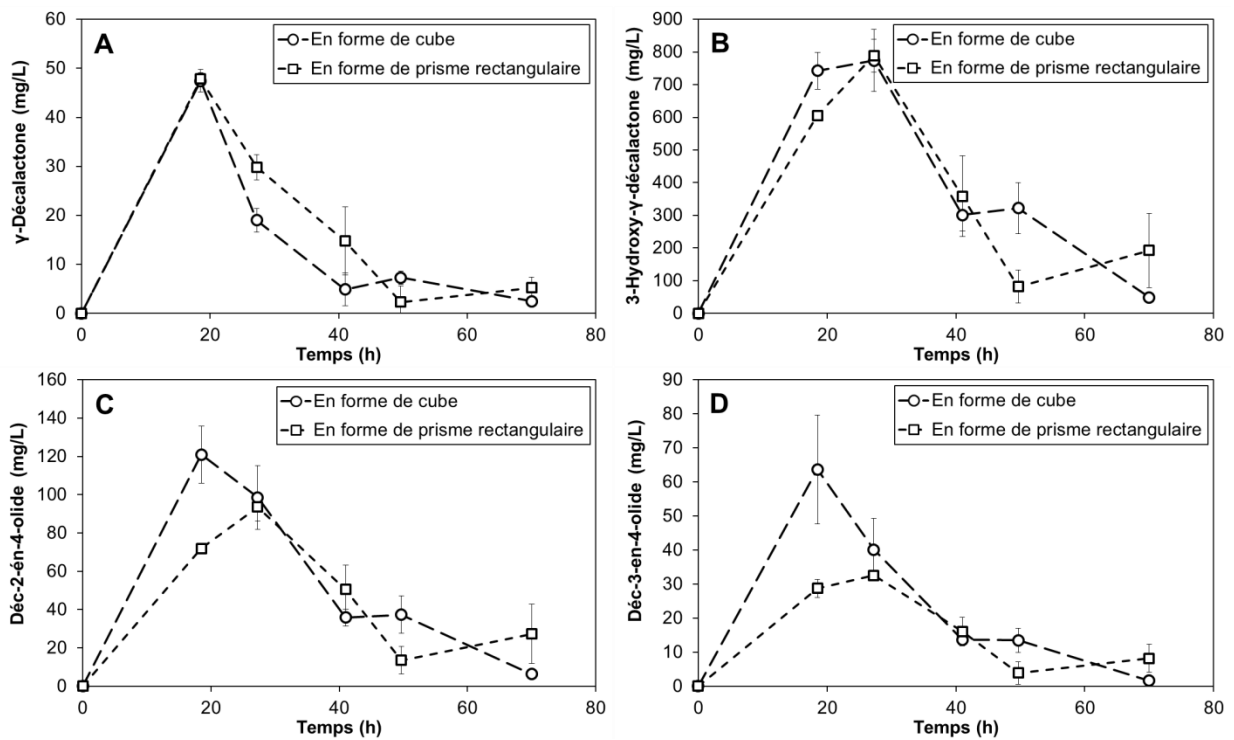 A
γ-Décalactone (mg/L)
60
50
40
30
20
10
0
En forme de cube
En forme de prisme rectangulaire
0 20 40 60 80
Temps (h)
B
3-Hydroxy-γ-décalactone (mg/L)
900
800
700
600
500
400
300
200
100
0
En forme de cube
En forme de prisme rectangulaire
0 20 40 60 80
Temps (h)
C
Déc-2-én-4-olide (mg/L)
160
140
120
100
80
60
40
20
0
En forme de cube
En forme de prisme rectangulaire
0 20 40 60 80
Temps (h)
D
Déc-3-en-4-olide (mg/L)
90
80
70
60
50
40
30
20
10
0
En forme de cube
En forme de prisme rectangulaire
0 20 40 60 80
Temps (h)